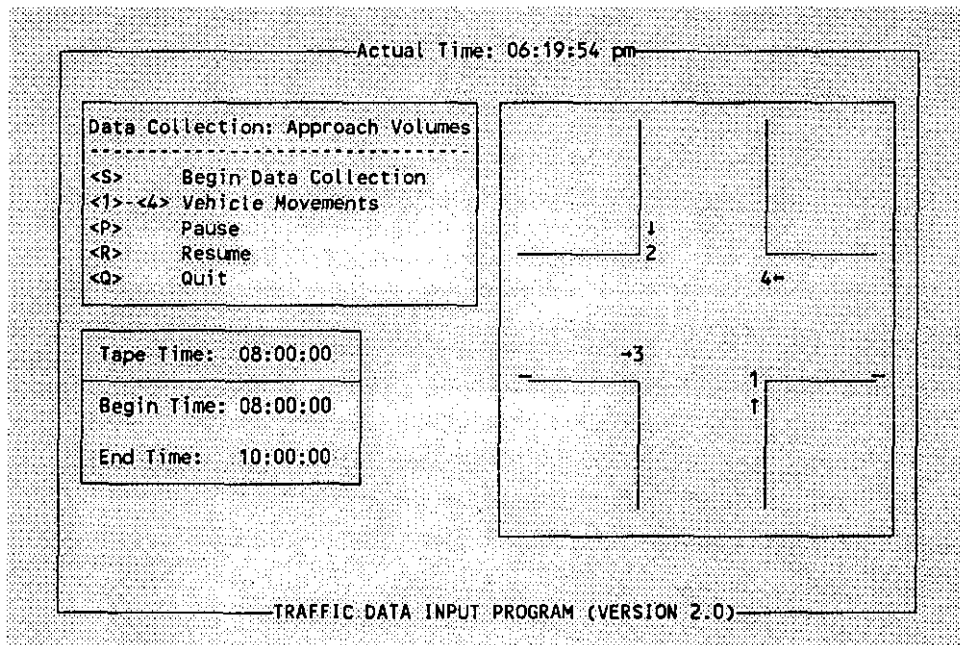 Actual Time: 06:19:54 pm
Data Collection: Approach Volumes
<S> Begin Data Collection
<1>-<4> Vehicle Movements
<P> Pause
<R> Resume
<Q> Quit
Tape Time: 08:00:00
Begin Time: 08:00:00
End Time: 10:00:00
↓
2
4←
→3
1
↑
TRAFFIC DATA INPUT PROGRAM (VERSION 2.0)